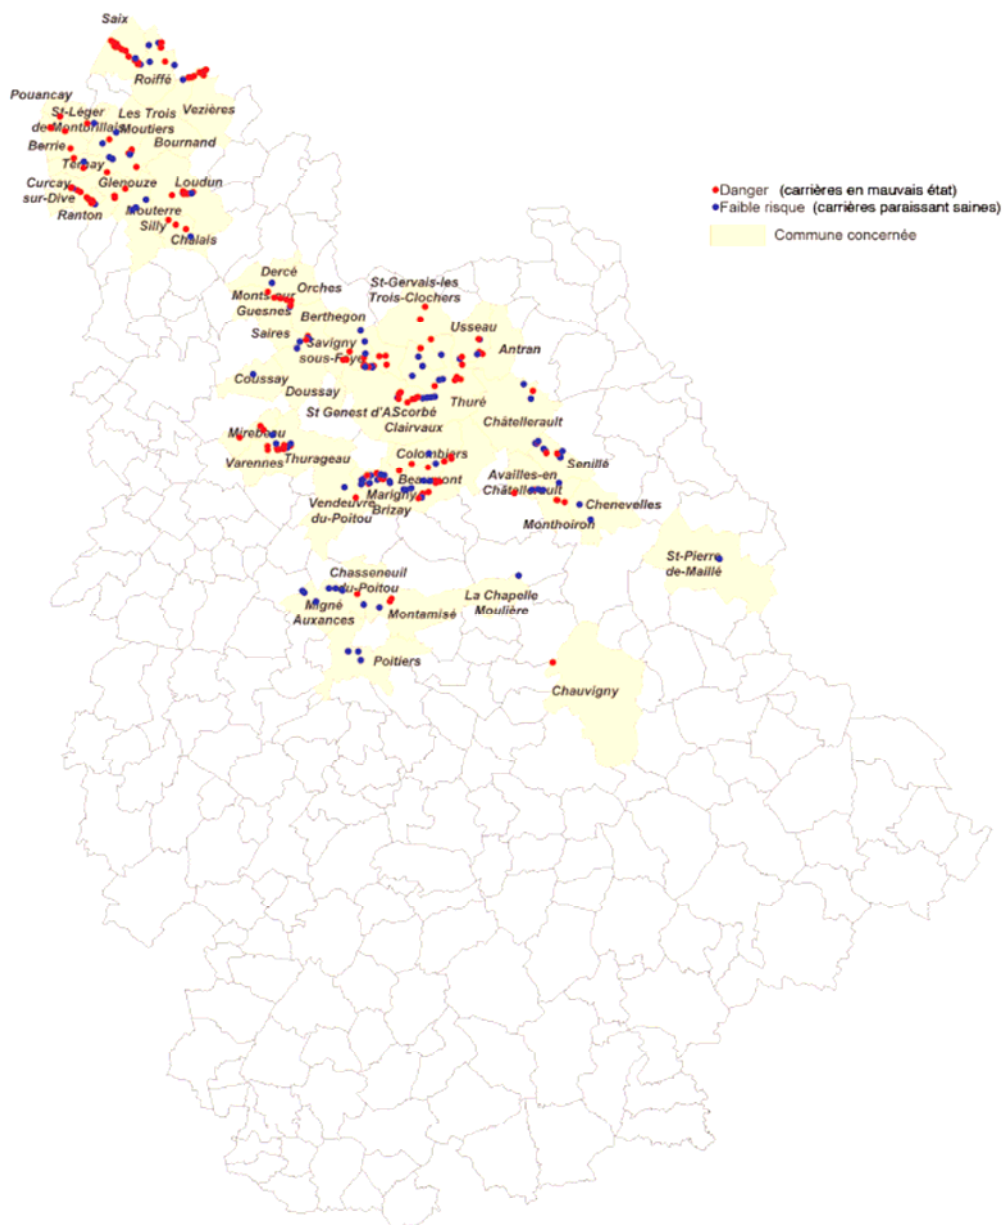 Saix
Roiffé
Pouancay
St-Léger
de-Montbrillais
Les Trois
Moutiers
Vezières
Berrie
Bournand
Ternay
Curcay
sur-Dive
Glenouze
Loudun
Ranton
Mouterre
Silly
Chalais
Danger (carrières en mauvais état)
Faible risque (carrières paraissant saines)
Commune concernée
Dercé
Orches
Monts-sur
Guesnes
Berthegon
St-Gervais-les
Trois-Clochers
Usseau
Antran
Saires
Savigny
sous-Faye
Coussay
Doussay
St Genest d'AScorbé
Clairvaux
Thuré
Châtellerault
Mirebeau
Varennes
Thurageau
Colombiers
Senillé
Beaumont
Availles-en
Châtellerault
Marigny
Brizay
Vendeuvre
du-Poitou
Chenevelles
Monthoiron
St-Pierre
de-Maillé
Chasseneuil
du-Poitou
Migné
Auxances
Montamisé
La Chapelle
Moulière
Poitiers
Chauvigny